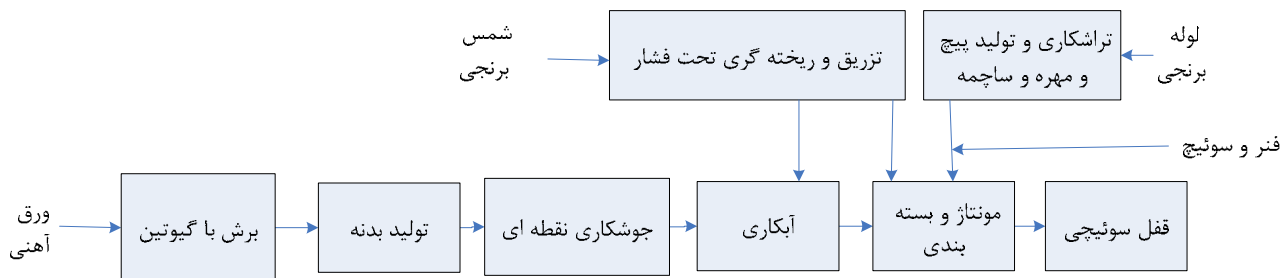 شمس
برنجی
تزریق و ریخته گری تحت فشار
تراشکاری و تولید پیچ
و مهره و ساچمه
لوله
برنجی
فنر و سوئیچ
ورق
آهنی
برش با گیوتین
تولید بدنه
جوشکاری نقطه ای
آبکاری
مونتاژ و بسته
بندی
قفل سوئیچی